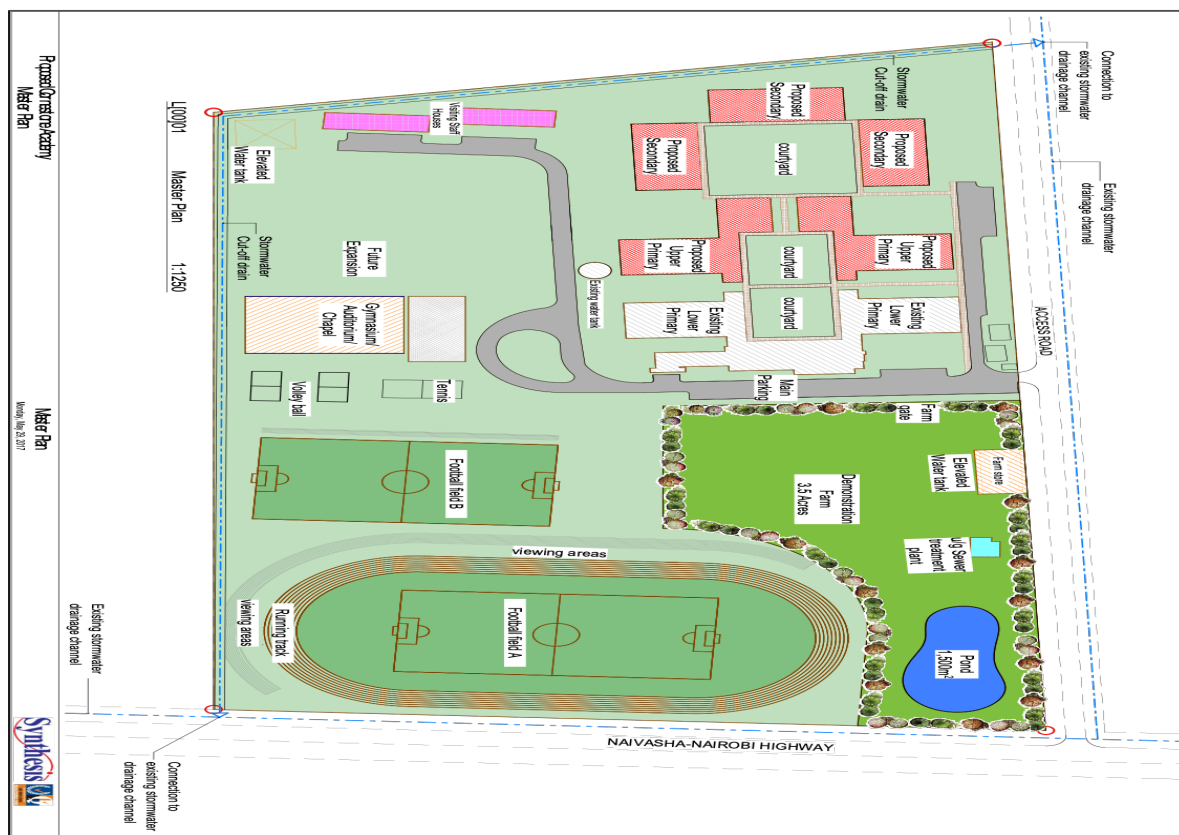 Connection to
existing stormwater
drainage channel
Existing stormwater
drainage channel
ACCESS ROAD
Stormwater
Cut-off drain
Proposed
Secondary
Proposed
Secondary
Proposed
Secondary
courtyard
Proposed
Upper
Primary
Proposed
Upper
Primary
courtyard
courtyard
Existing
Lower
Primary
Existing
Lower
Primary
Existing water tank
Main
Parking
Farm
gate
Farm store
Elevated
Water tank
Demonstration
Farm
3.5 Acres
u/g Sewer
treatment
plant
Pond
1,500m²
Visiting Staff
Houses
Elevated
Water tank
Stormwater
Cut-off drain
Future
Expansion
Gymnasium/
Auditorium/
Chapel
Tennis
Volley ball
Football field B
viewing areas
Football field A
Running track
viewing areas
NAIVASHA-NAIROBI HIGHWAY
Existing stormwater
drainage channel
Connection to
existing stormwater
drainage channel
L(00)01 Master Plan 1:1250
Proposed Cornerstone Academy
Master Plan
Master Plan
Monday, May 29, 2017
Synthesis